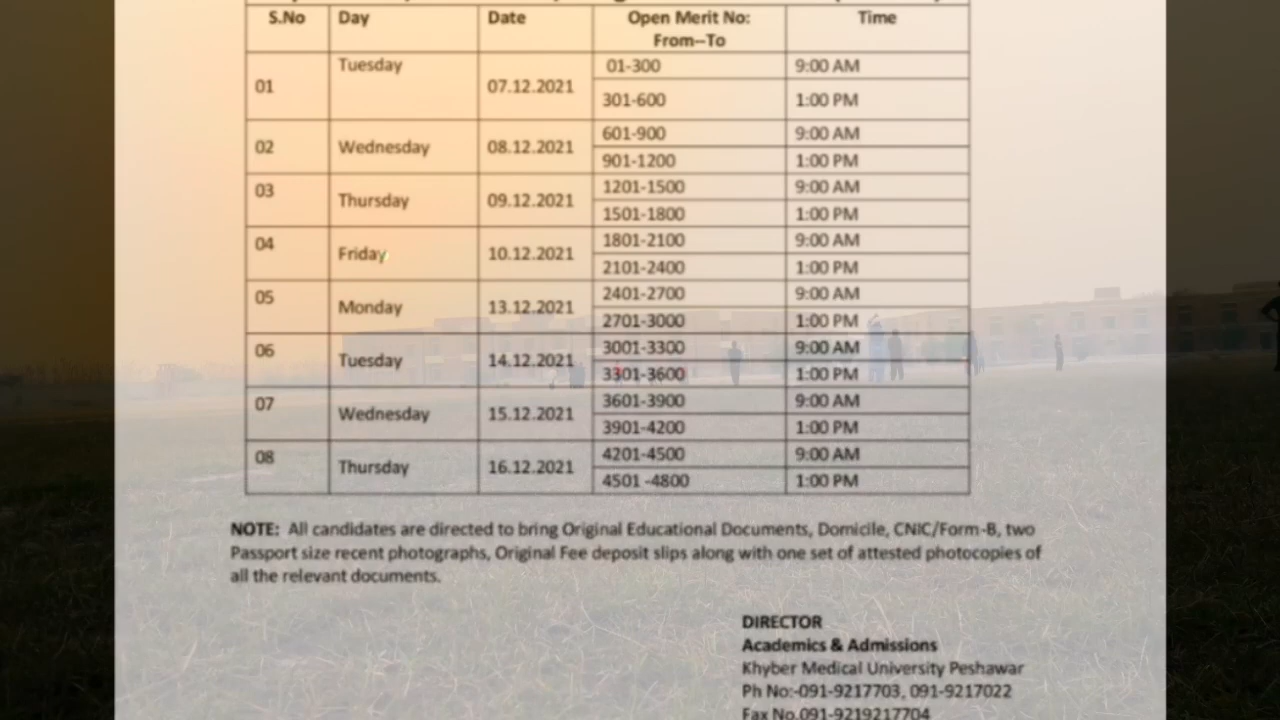 S.No Day Date Open Merit No: From--To Time
01 Tuesday 07.12.2021 01-300 9:00 AM
301-600 1:00 PM
02 Wednesday 08.12.2021 601-900 9:00 AM
901-1200 1:00 PM
03 Thursday 09.12.2021 1201-1500 9:00 AM
1501-1800 1:00 PM
04 Friday 10.12.2021 1801-2100 9:00 AM
2101-2400 1:00 PM
05 Monday 13.12.2021 2401-2700 9:00 AM
2701-3000 1:00 PM
06 Tuesday 14.12.2021 3001-3300 9:00 AM
3301-3600 1:00 PM
07 Wednesday 15.12.2021 3601-3900 9:00 AM
3901-4200 1:00 PM
08 Thursday 16.12.2021 4201-4500 9:00 AM
4501 -4800 1:00 PM
NOTE: All candidates are directed to bring Original Educational Documents, Domicile, CNIC/Form-B, two
Passport size recent photographs, Original Fee deposit slips along with one set of attested photocopies of
all the relevant documents.
DIRECTOR
Academics & Admissions
Khyber Medical University Peshawar
Ph No:-091-9217703, 091-9217022
Fax No.091-9219217704